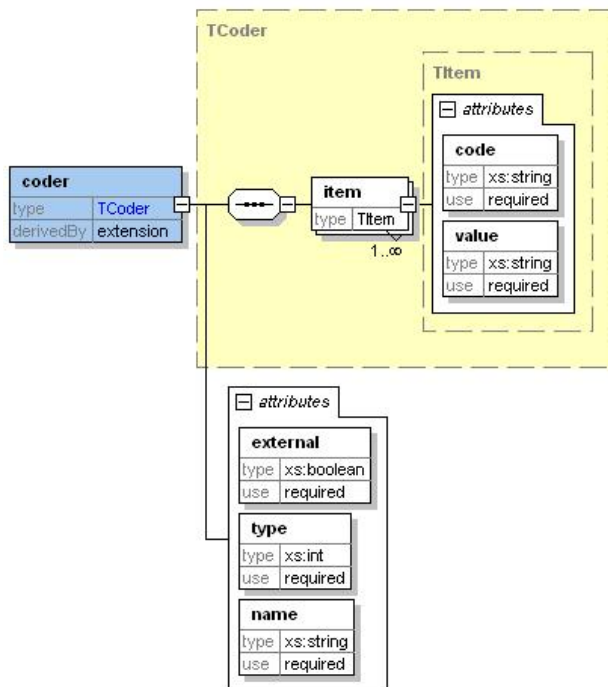 TCoder
TItem
attributes
code
type xs:string
use required
value
type xs:string
use required
coder
type TCoder
derivedBy extension
item
type TItem
1..∞
attributes
external
type xs:boolean
use required
type
type xs:int
use required
name
type xs:string
use required